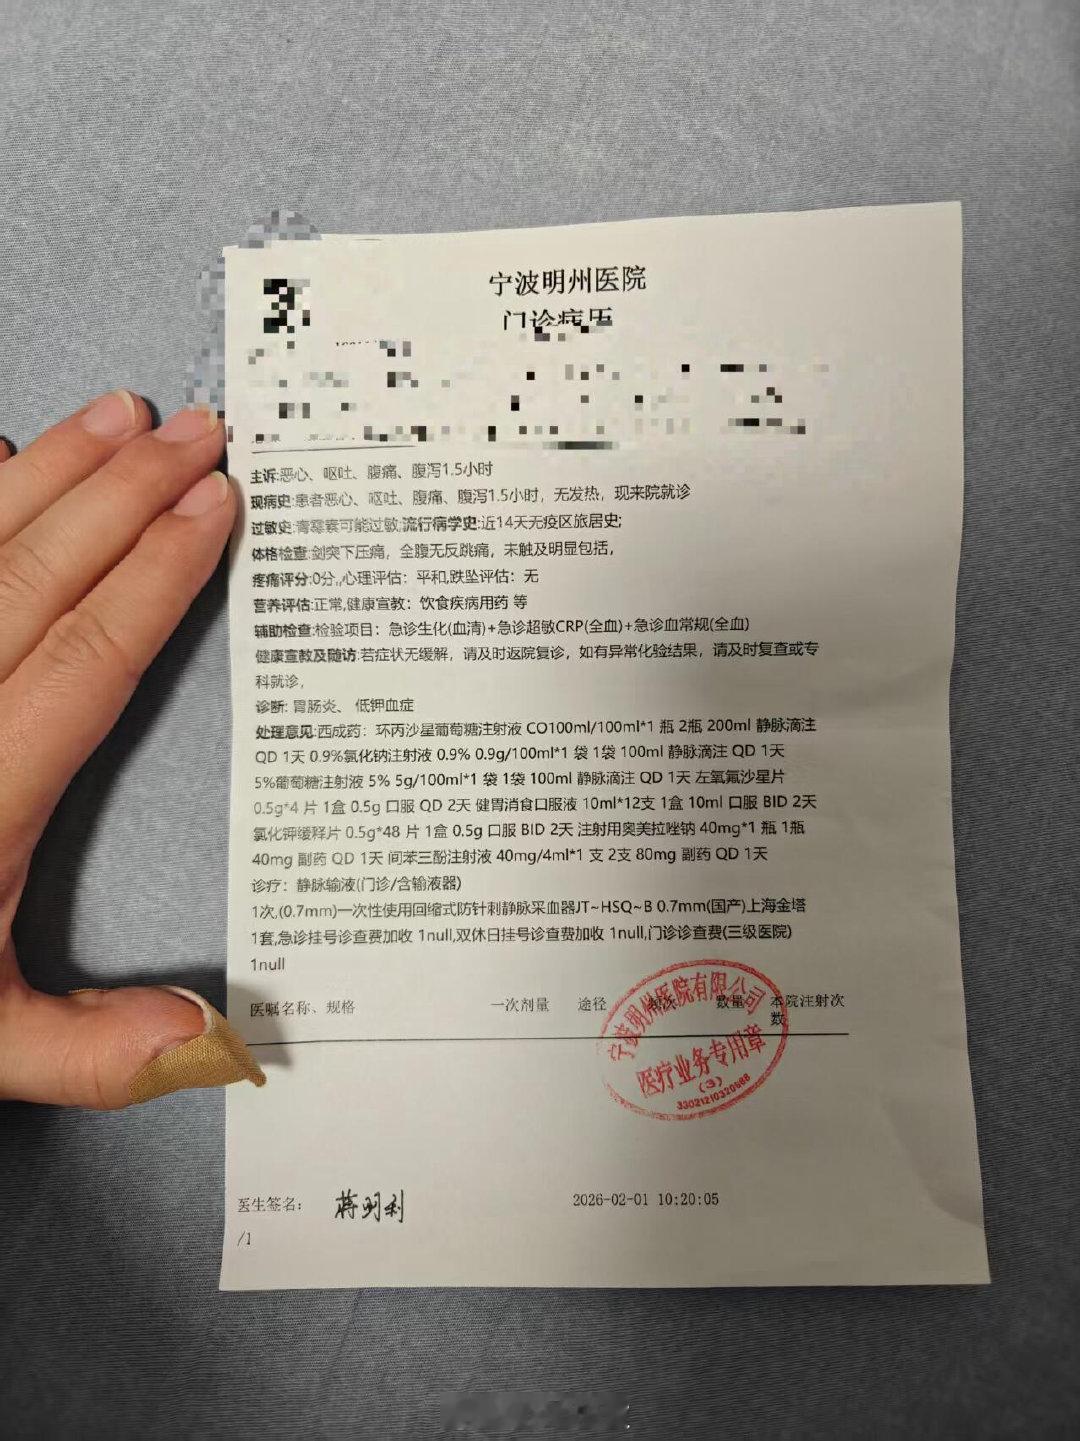 宁波明州医院
门诊病历
主诉:恶心、呕吐、腹痛、腹泻1.5小时
现病史:患者恶心、呕吐、腹痛、腹泻1.5小时，无发热，现来院就诊
过敏史:青霉素可能过敏;流行病学史:近14天无疫区旅居史;
体格检查:剑突下压痛，全腹无反跳痛，末触及明显包括，
疼痛评分:0分,,心理评估：平和,跌坠评估：无
营养评估:正常,健康宣教：饮食疾病用药 等
辅助检查:检验项目：急诊生化(血清)+急诊超敏CRP(全血)+急诊血常规(全血)
健康宣教及随访:若症状无缓解，请及时返院复诊，如有异常化验结果，请及时复查或专
科就诊，
诊断: 胃肠炎、 低钾血症
处理意见:西成药：环丙沙星葡萄糖注射液 CO100ml/100ml*1 瓶 2瓶 200ml 静脉滴注
QD 1天 0.9%氯化钠注射液 0.9% 0.9g/100ml*1 袋 1袋 100ml 静脉滴注 QD 1天
5%葡萄糖注射液 5% 5g/100ml*1 袋 1袋 100ml 静脉滴注 QD 1天 左氧氟沙星片
0.5g*4 片 1盒 0.5g 口服 QD 2天 健胃消食口服液 10ml*12支 1盒 10ml 口服 BID 2天
氯化钾缓释片 0.5g*48 片 1盒 0.5g 口服 BID 2天 注射用奥美拉唑钠 40mg*1 瓶 1瓶
40mg 副药 QD 1天 间苯三酚注射液 40mg/4ml*1 支 2支 80mg 副药 QD 1天
诊疗：静脉输液(门诊/含输液器)
1次,(0.7mm)一次性使用回缩式防针刺静脉采血器JT~HSQ~B 0.7mm(国产)上海金塔
1套,急诊挂号诊查费加收 1null,双休日挂号诊查费加收 1null,门诊诊查费(三级医院)
1null
医嘱名称、规格 一次剂量 途径 频次 数量 本院注射次
数
宁波明州医院有限公司
医疗业务专用章
(3)
医生签名： 蒋明利 2026-02-01 10:20:05
/1